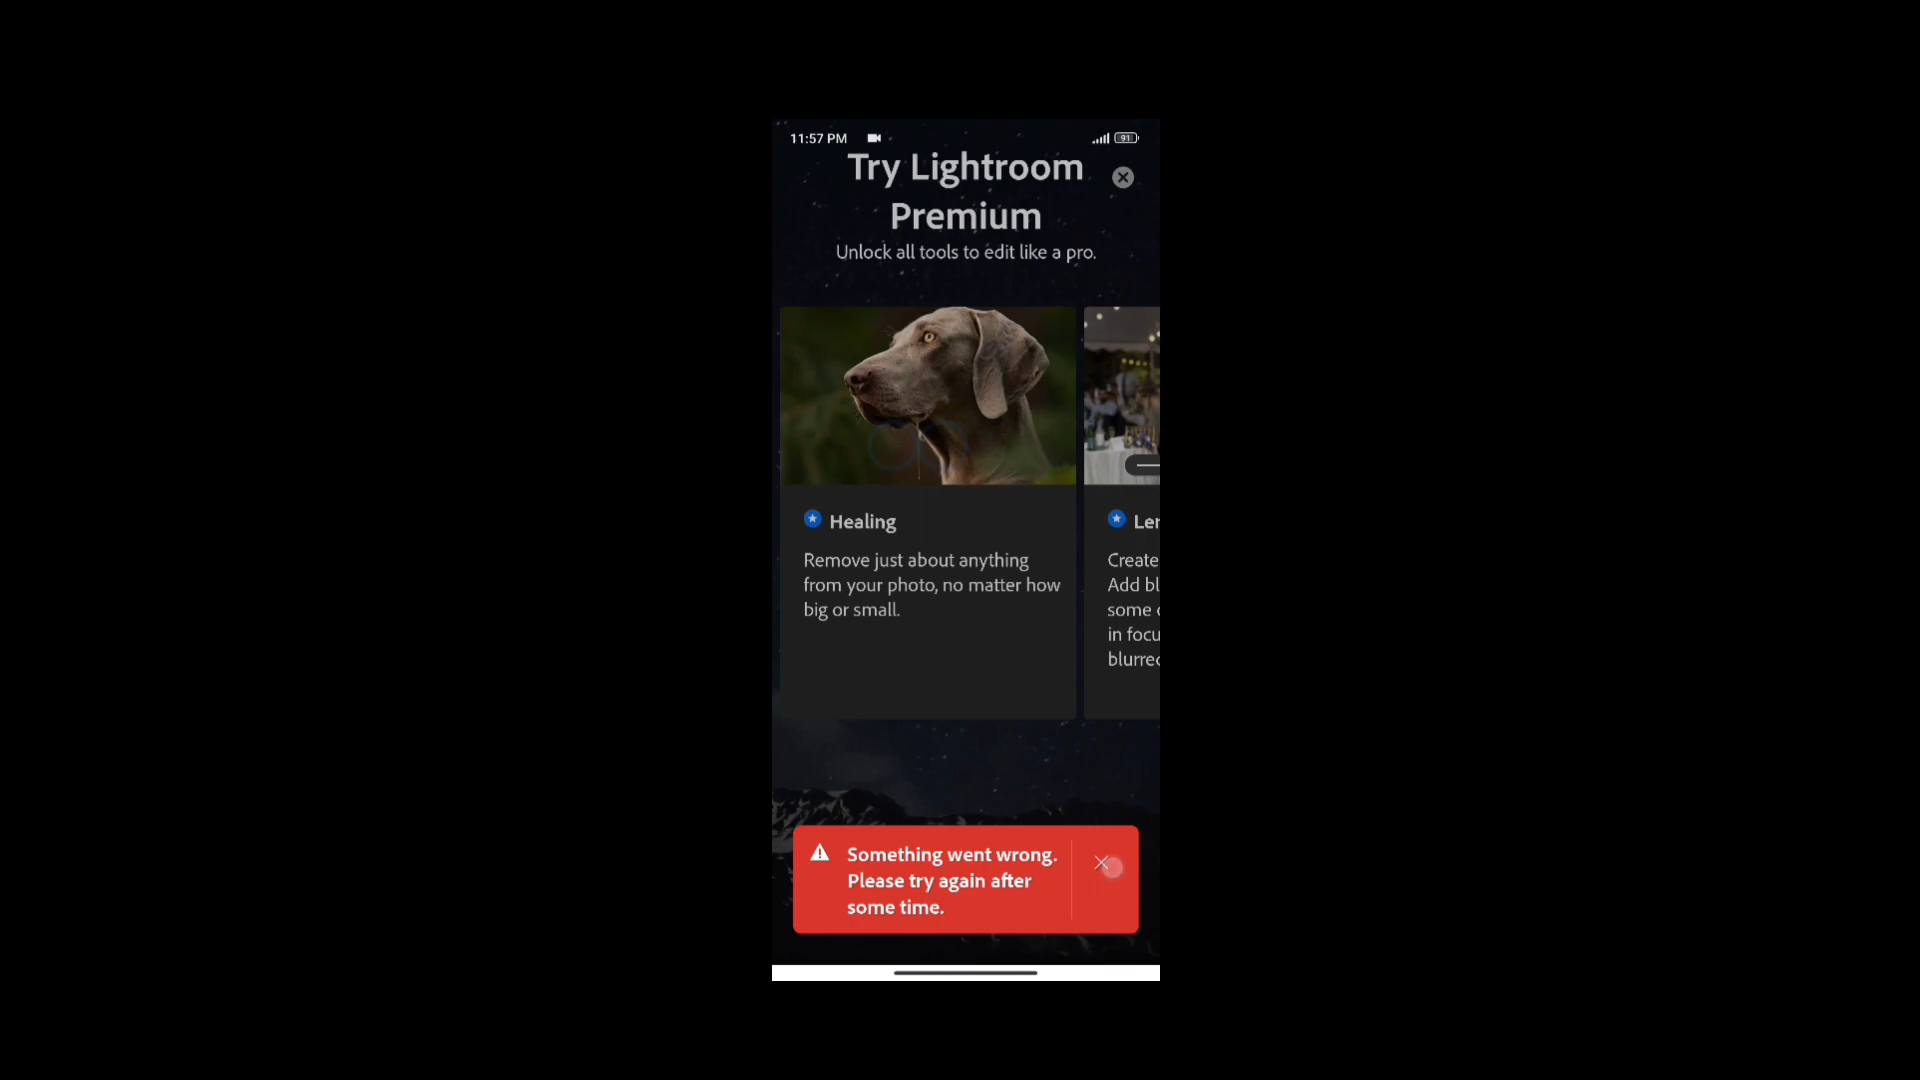 11:57 PM
91
Try Lightroom
Premium
Unlock all tools to edit like a pro.
Healing
Remove just about anything
from your photo, no matter how
big or small.
Create
Add bl
some
in focu
blurred
Something went wrong.
Please try again after
some time.